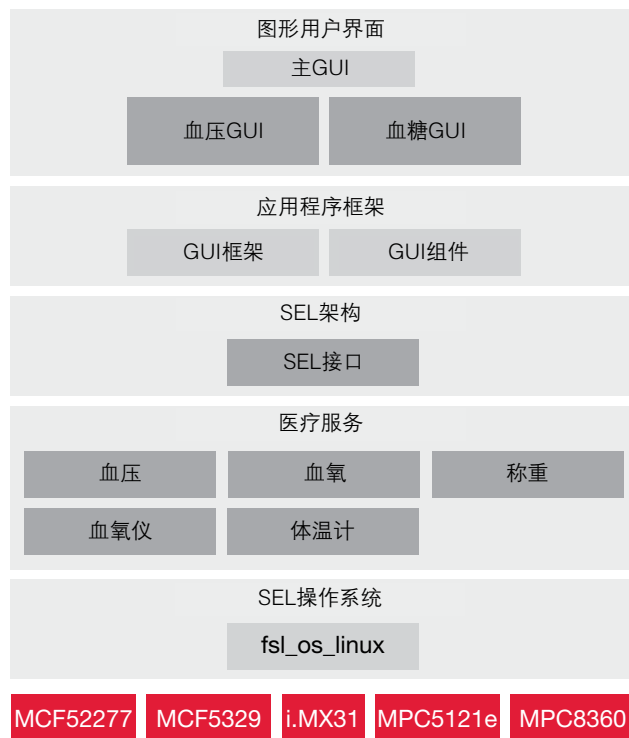 图形用户界面
主GUI
血压GUI 血糖GUI
应用程序框架
GUI框架 GUI组件
SEL架构
SEL接口
医疗服务
血压 血氧 称重
血氧仪 体温计
SEL操作系统
fsl_os_linux
MCF52277 MCF5329 i.MX31 MPC5121e MPC8360